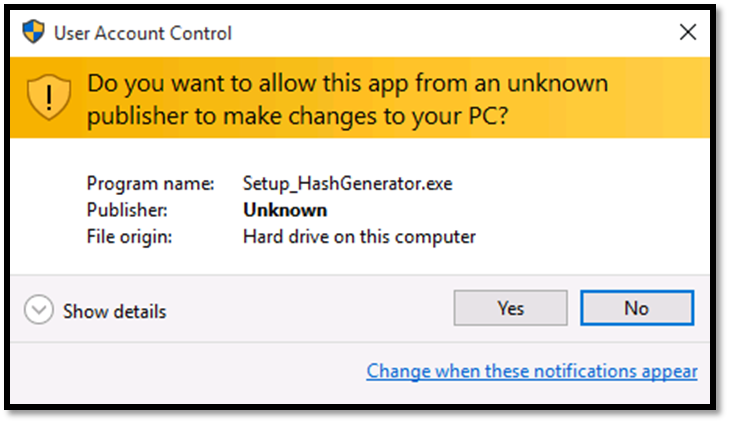 User Account Control
Do you want to allow this app from an unknown
publisher to make changes to your PC?
Program name: Setup_HashGenerator.exe
Publisher: Unknown
File origin: Hard drive on this computer
Show details
Yes
No
Change when these notifications appear